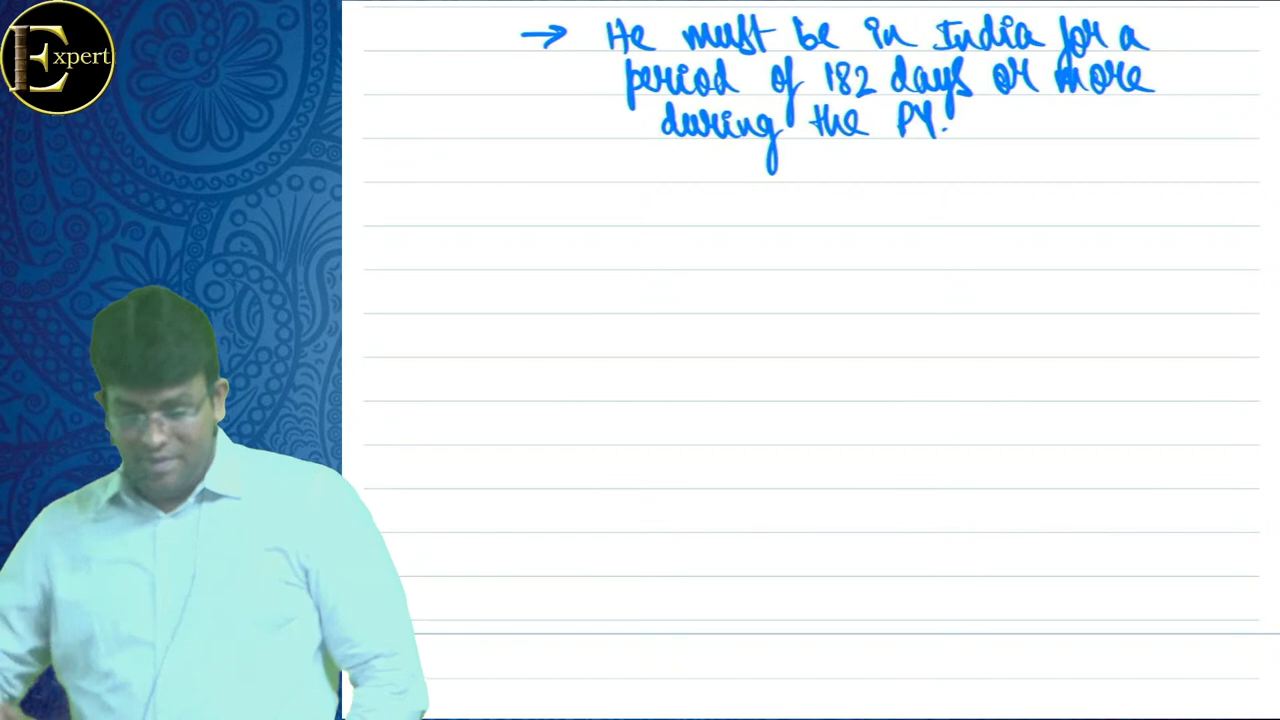 Expert
→ He must be in India for a
period of 182 days or more
during the PY.